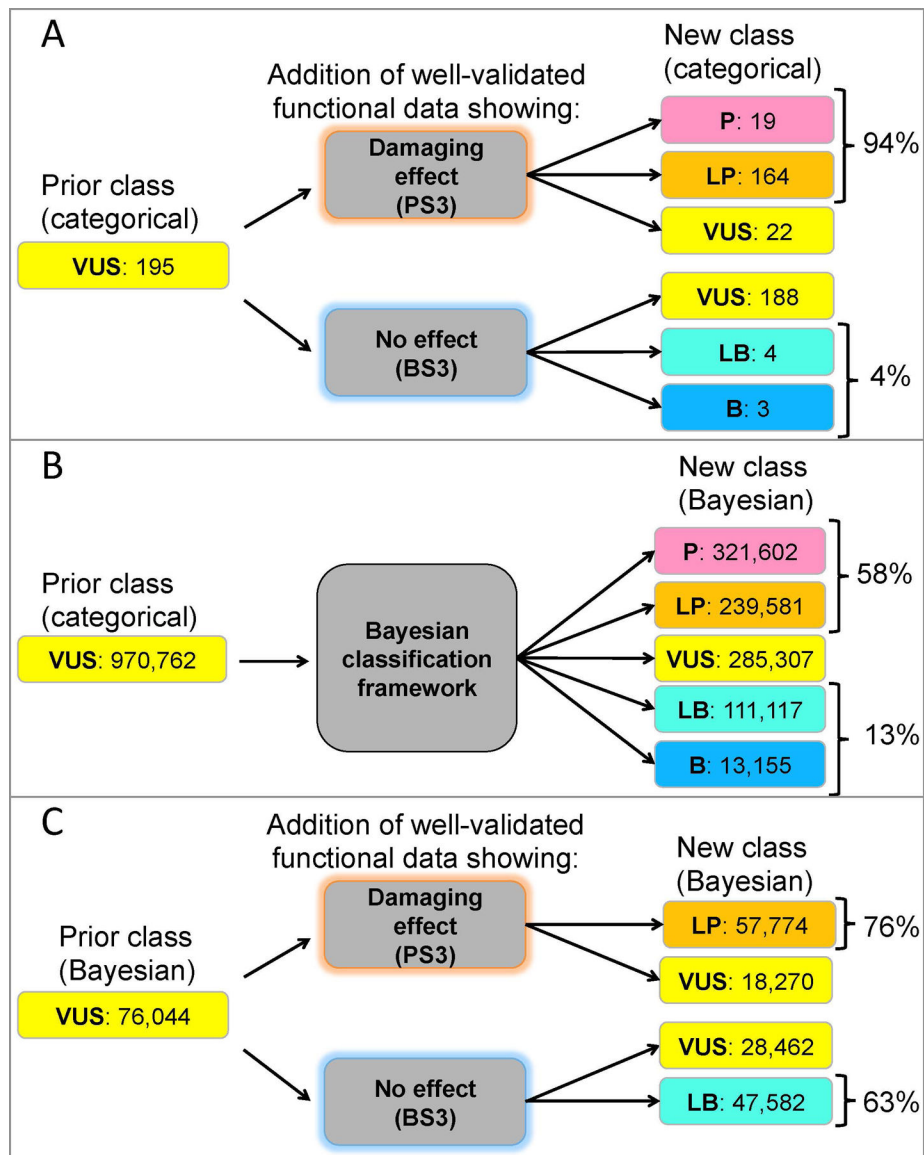 A
Addition of well-validated
functional data showing:
New class
(categorical)
Prior class
(categorical)
VUS: 195
Damaging
effect
(PS3)
No effect
(BS3)
P: 19
LP: 164
VUS: 22
94%
VUS: 188
LB: 4
B: 3
4%
B
New class
(Bayesian)
Prior class
(categorical)
VUS: 970,762
Bayesian
classification
framework
P: 321,602
LP: 239,581
58%
VUS: 285,307
LB: 111,117
B: 13,155
13%
C
Addition of well-validated
functional data showing:
New class
(Bayesian)
Prior class
(Bayesian)
VUS: 76,044
Damaging
effect
(PS3)
No effect
(BS3)
LP: 57,774
76%
VUS: 18,270
VUS: 28,462
LB: 47,582
63%